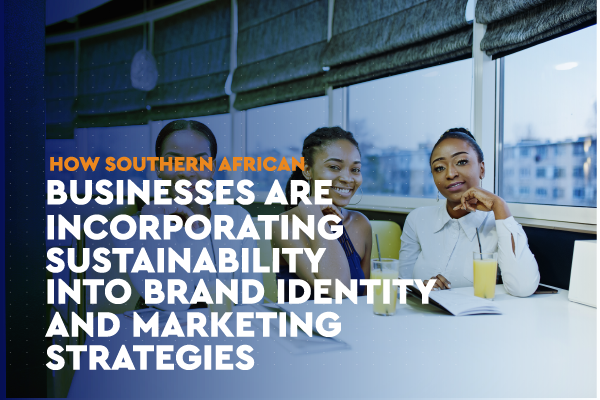 HOW SOUTHERN AFRICAN
BUSINESSES ARE
INCORPORATING
SUSTAINABILITY
INTO BRAND IDENTITY
AND MARKETING
STRATEGIES